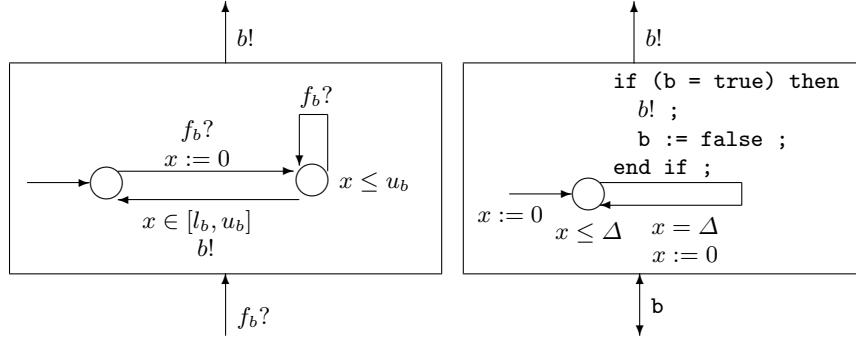 b!
f_b?
f_b?
x := 0
x ≤ u_b
x ∈ [l_b, u_b]
b!
f_b?
b!
if (b = true) then
b! ;
b := false ;
end if ;
x := 0
x ≤ Δ
x = Δ
x := 0
b